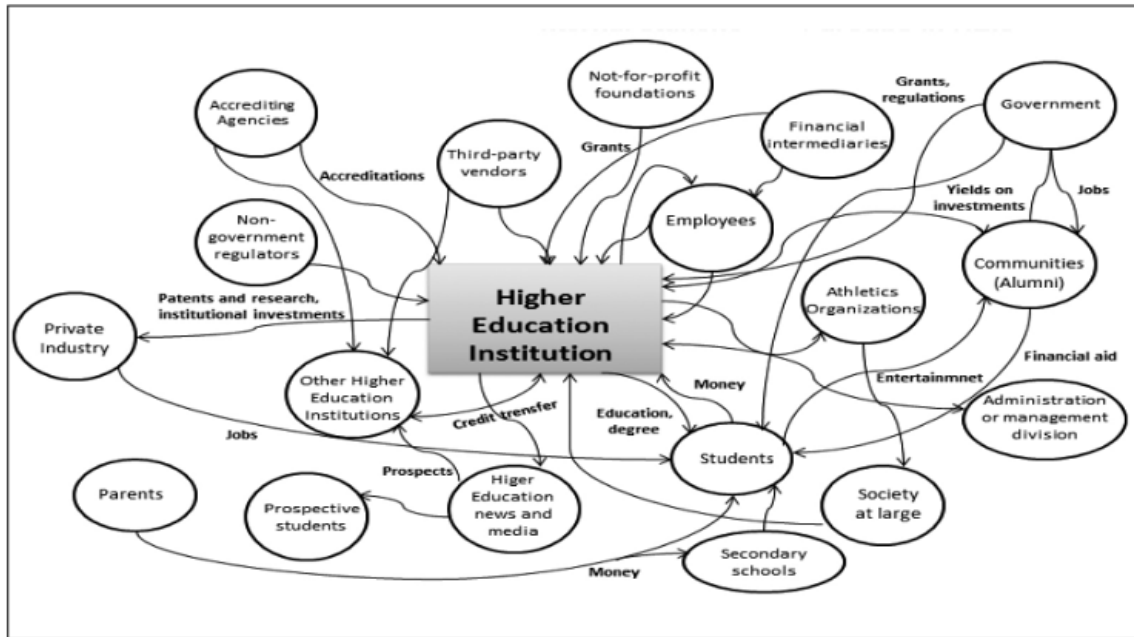 Not-for-profit
foundations
Grants,
regulations
Government
Accrediting
Agencies
Financial
intermediaries
Third-party
vendors
Grants
Accreditations
Yields on
investments
Jobs
Employees
Non-
government
regulators
Communities
(Alumni)
Higher
Education
Institution
Athletics
Organizations
Patents and research,
institutional investments
Private
Industry
Financial aid
Other Higher
Education
Institutions
Money
Entertainmnet
Administration
or management
division
Credit trensfer
Education,
degree
Jobs
Students
Prospects
Parents
Prospective
students
Higer
Education
news and
media
Society
at large
Secondary
schools
Money